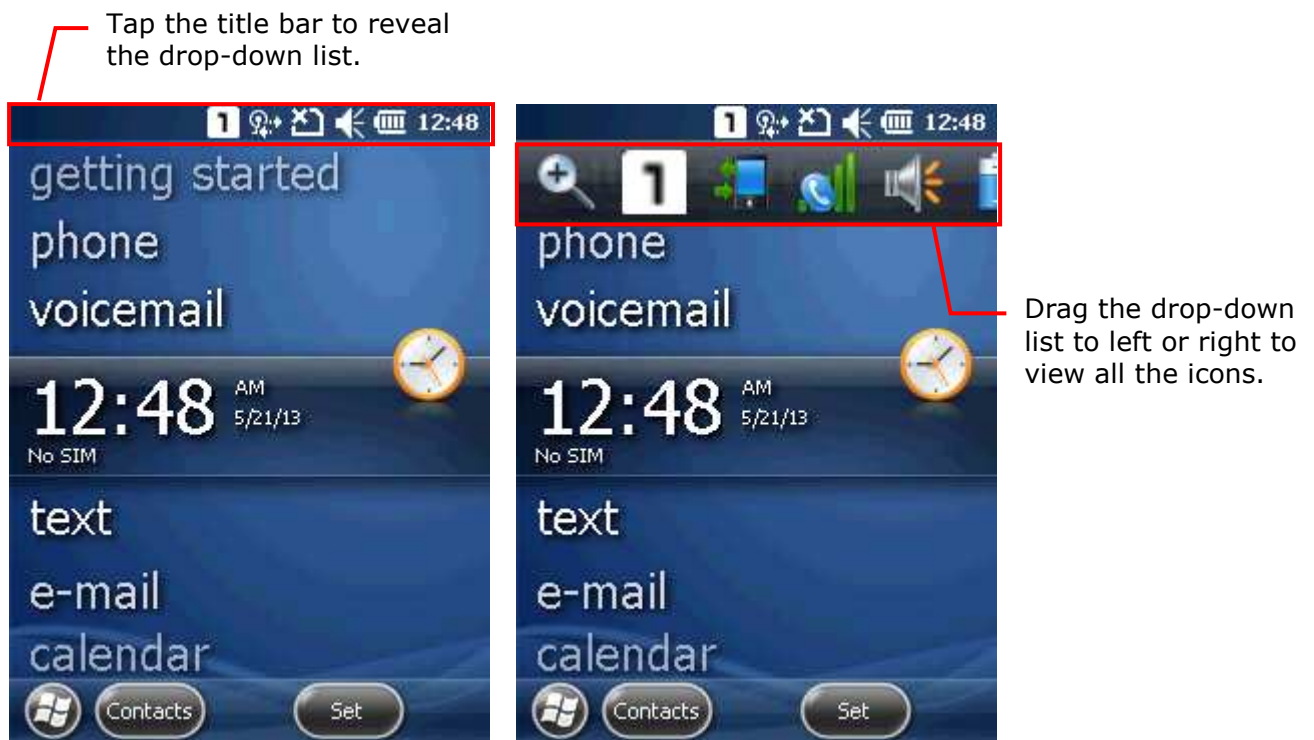 Tap the title bar to reveal
the drop-down list.
1 12:48
getting started
phone
voicemail
12:48 AM
5/21/13
No SIM
text
e-mail
calendar
Contacts Set
1 12:48
1
phone
voicemail
12:48 AM
5/21/13
No SIM
text
e-mail
calendar
Contacts Set
Drag the drop-down
list to left or right to
view all the icons.